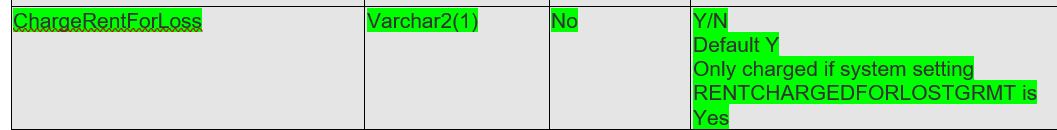 ChargeRentForLoss
Varchar2(1)
No
Y/N
Default Y
Only charged if system setting
RENTCHARGEDFORLOSTGRMT is
Yes